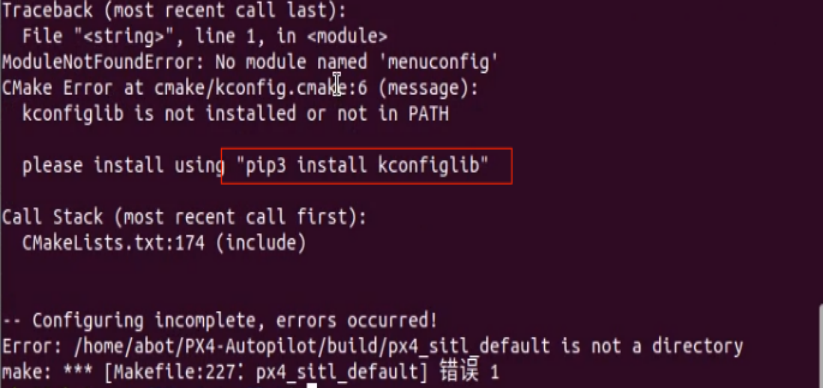 Traceback (most recent call last):
File "<string>", line 1, in <module>
ModuleNotFoundError: No module named 'menuconfig'
CMake Error at cmake/kconfig.cmake:6 (message):
kconfiglib is not installed or not in PATH
please install using "pip3 install kconfiglib"
Call Stack (most recent call first):
CMakeLists.txt:174 (include)
-- Configuring incomplete, errors occurred!
Error: /home/abot/PX4-Autopilot/build/px4_sitl_default is not a directory
make: *** [Makefile:227: px4_sitl_default] 错误 1